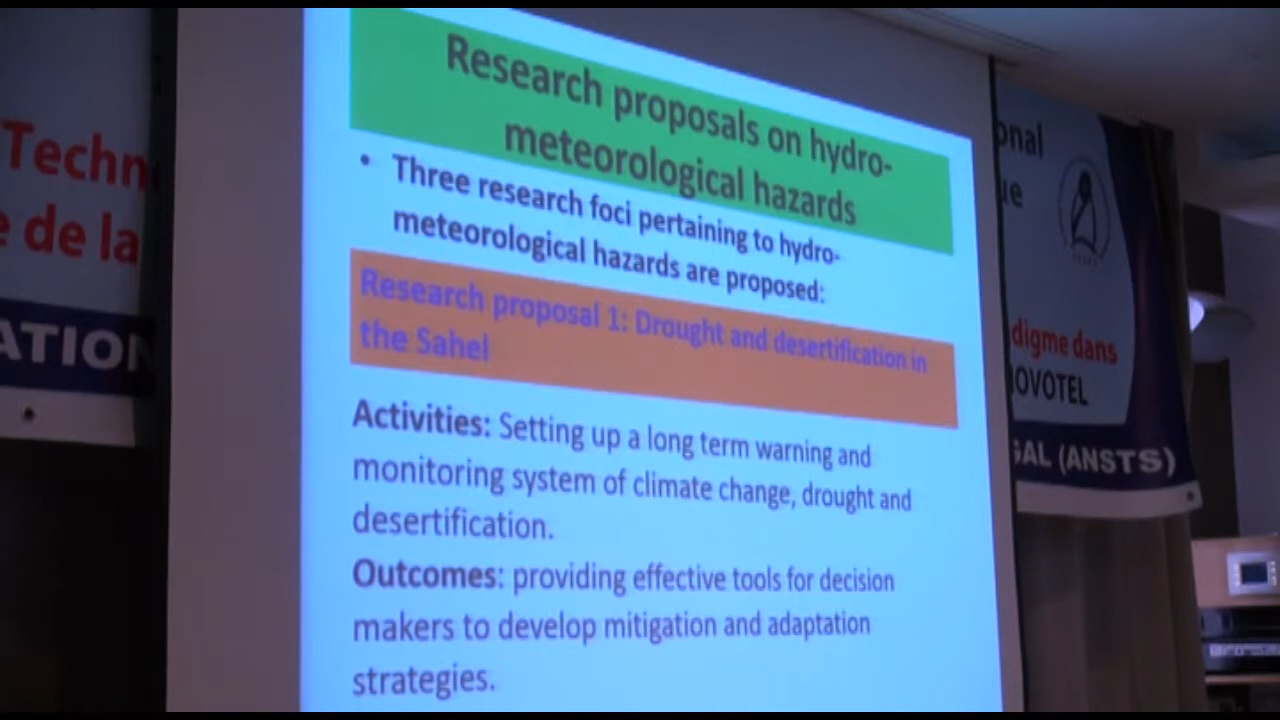 Research proposals on hydro-
meteorological hazards
• Three research foci pertaining to hydro-
meteorological hazards are proposed:
Research proposal 1: Drought and desertification in
the Sahel
Activities: Setting up a long term warning and
monitoring system of climate change, drought and
desertification.
Outcomes: providing effective tools for decision
makers to develop mitigation and adaptation
strategies.
Techn
e de la
ATION
onal
ue
digme dans
NOVOTEL
GAL (ANSTS)